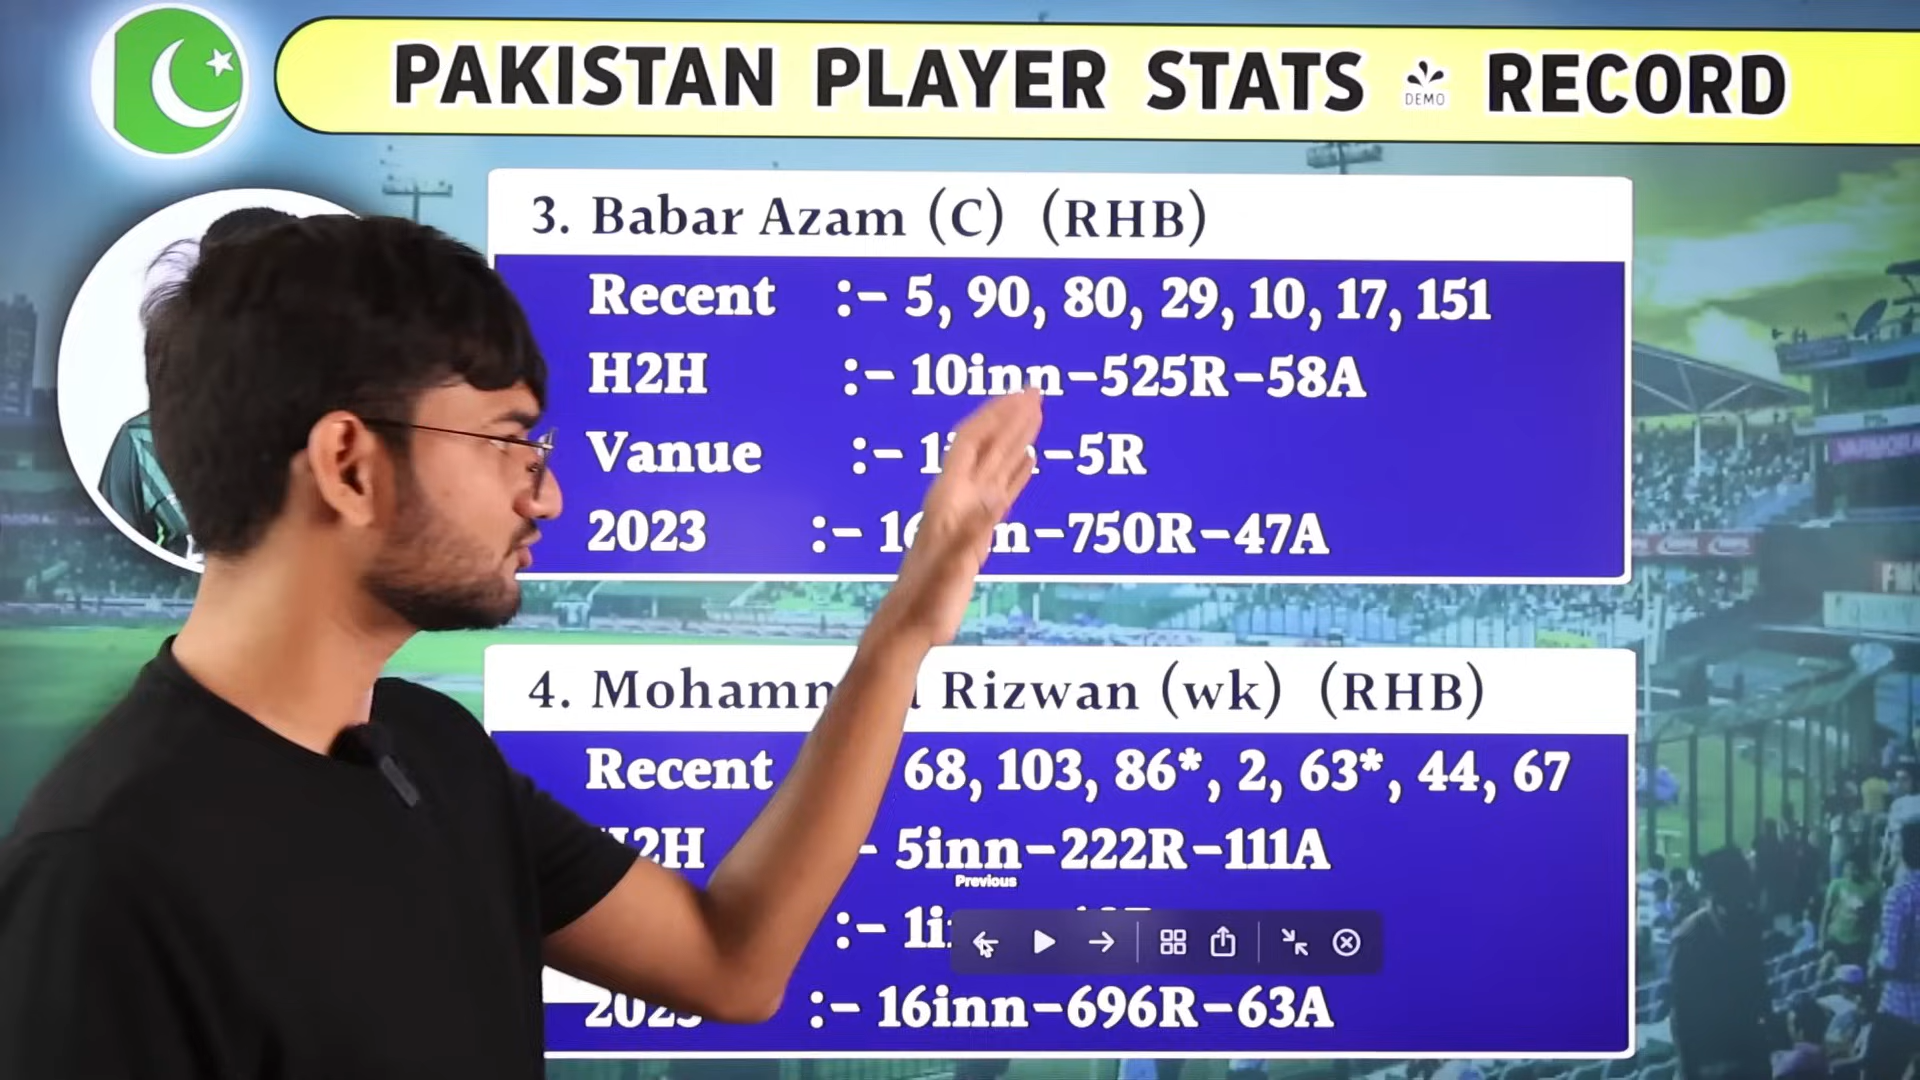 PAKISTAN PLAYER STATS DEMO RECORD
3. Babar Azam (C) (RHB)
Recent :- 5, 90, 80, 29, 10, 17, 151
H2H :- 10inn-525R-58A
Vanue :- -5R
2023 :- -750R-47A
4. Rizwan (wk) (RHB)
Recent 68, 103, 86*, 2, 63*, 44, 67
H2H - 5inn-222R-111A
Previous
:-
2023 :- 16inn-696R-63A